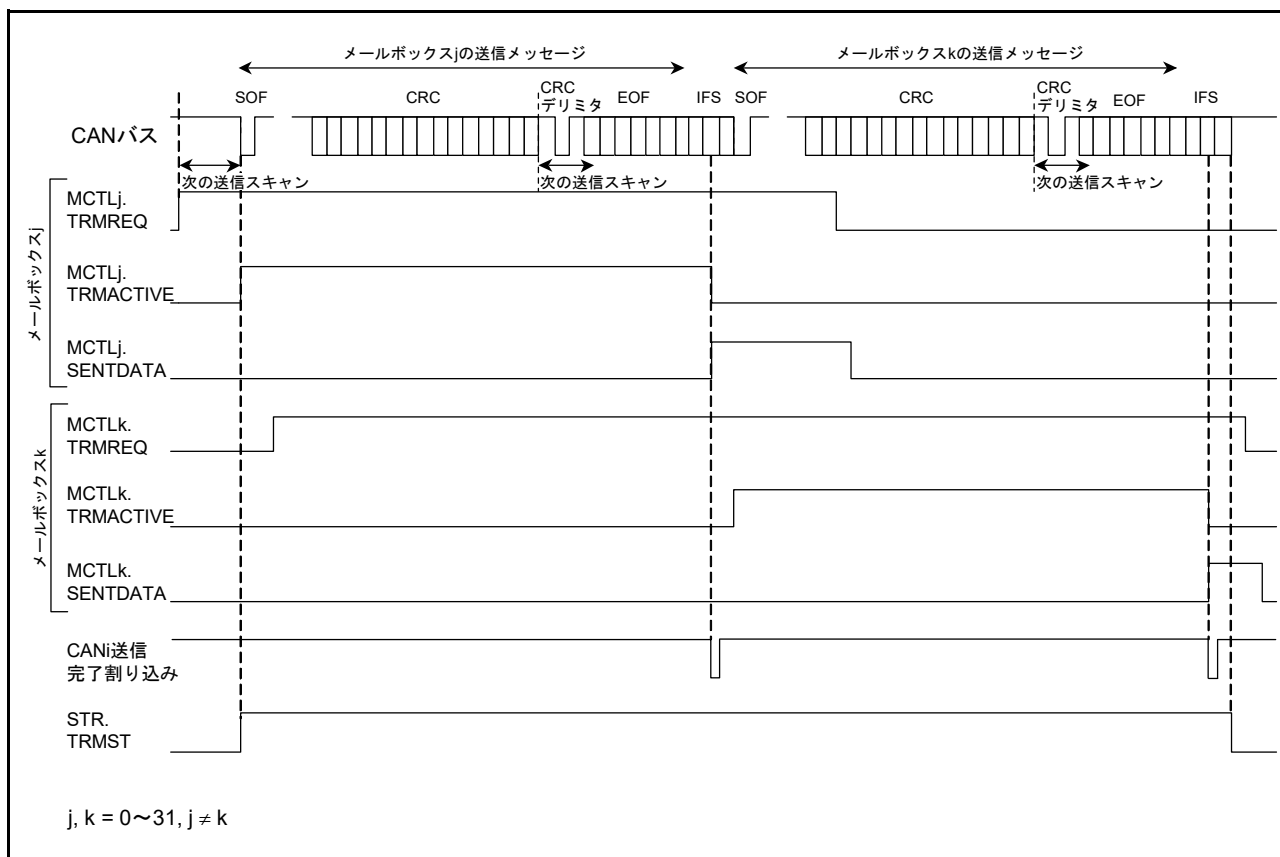 メールボックスjの送信メッセージ
メールボックスkの送信メッセージ
SOF
CRC
CRC
デリミタ
EOF
IFS
SOF
CRC
CRC
デリミタ
EOF
IFS
CANバス
次の送信スキャン
次の送信スキャン
次の送信スキャン
メールボックスj
MCTLj.
TRMREQ
MCTLj.
TRMACTIVE
MCTLj.
SENTDATA
メールボックスk
MCTLk.
TRMREQ
MCTLk.
TRMACTIVE
MCTLk.
SENTDATA
CANi送信
完了割り込み
STR.
TRMST
j, k = 0～31, j ≠ k